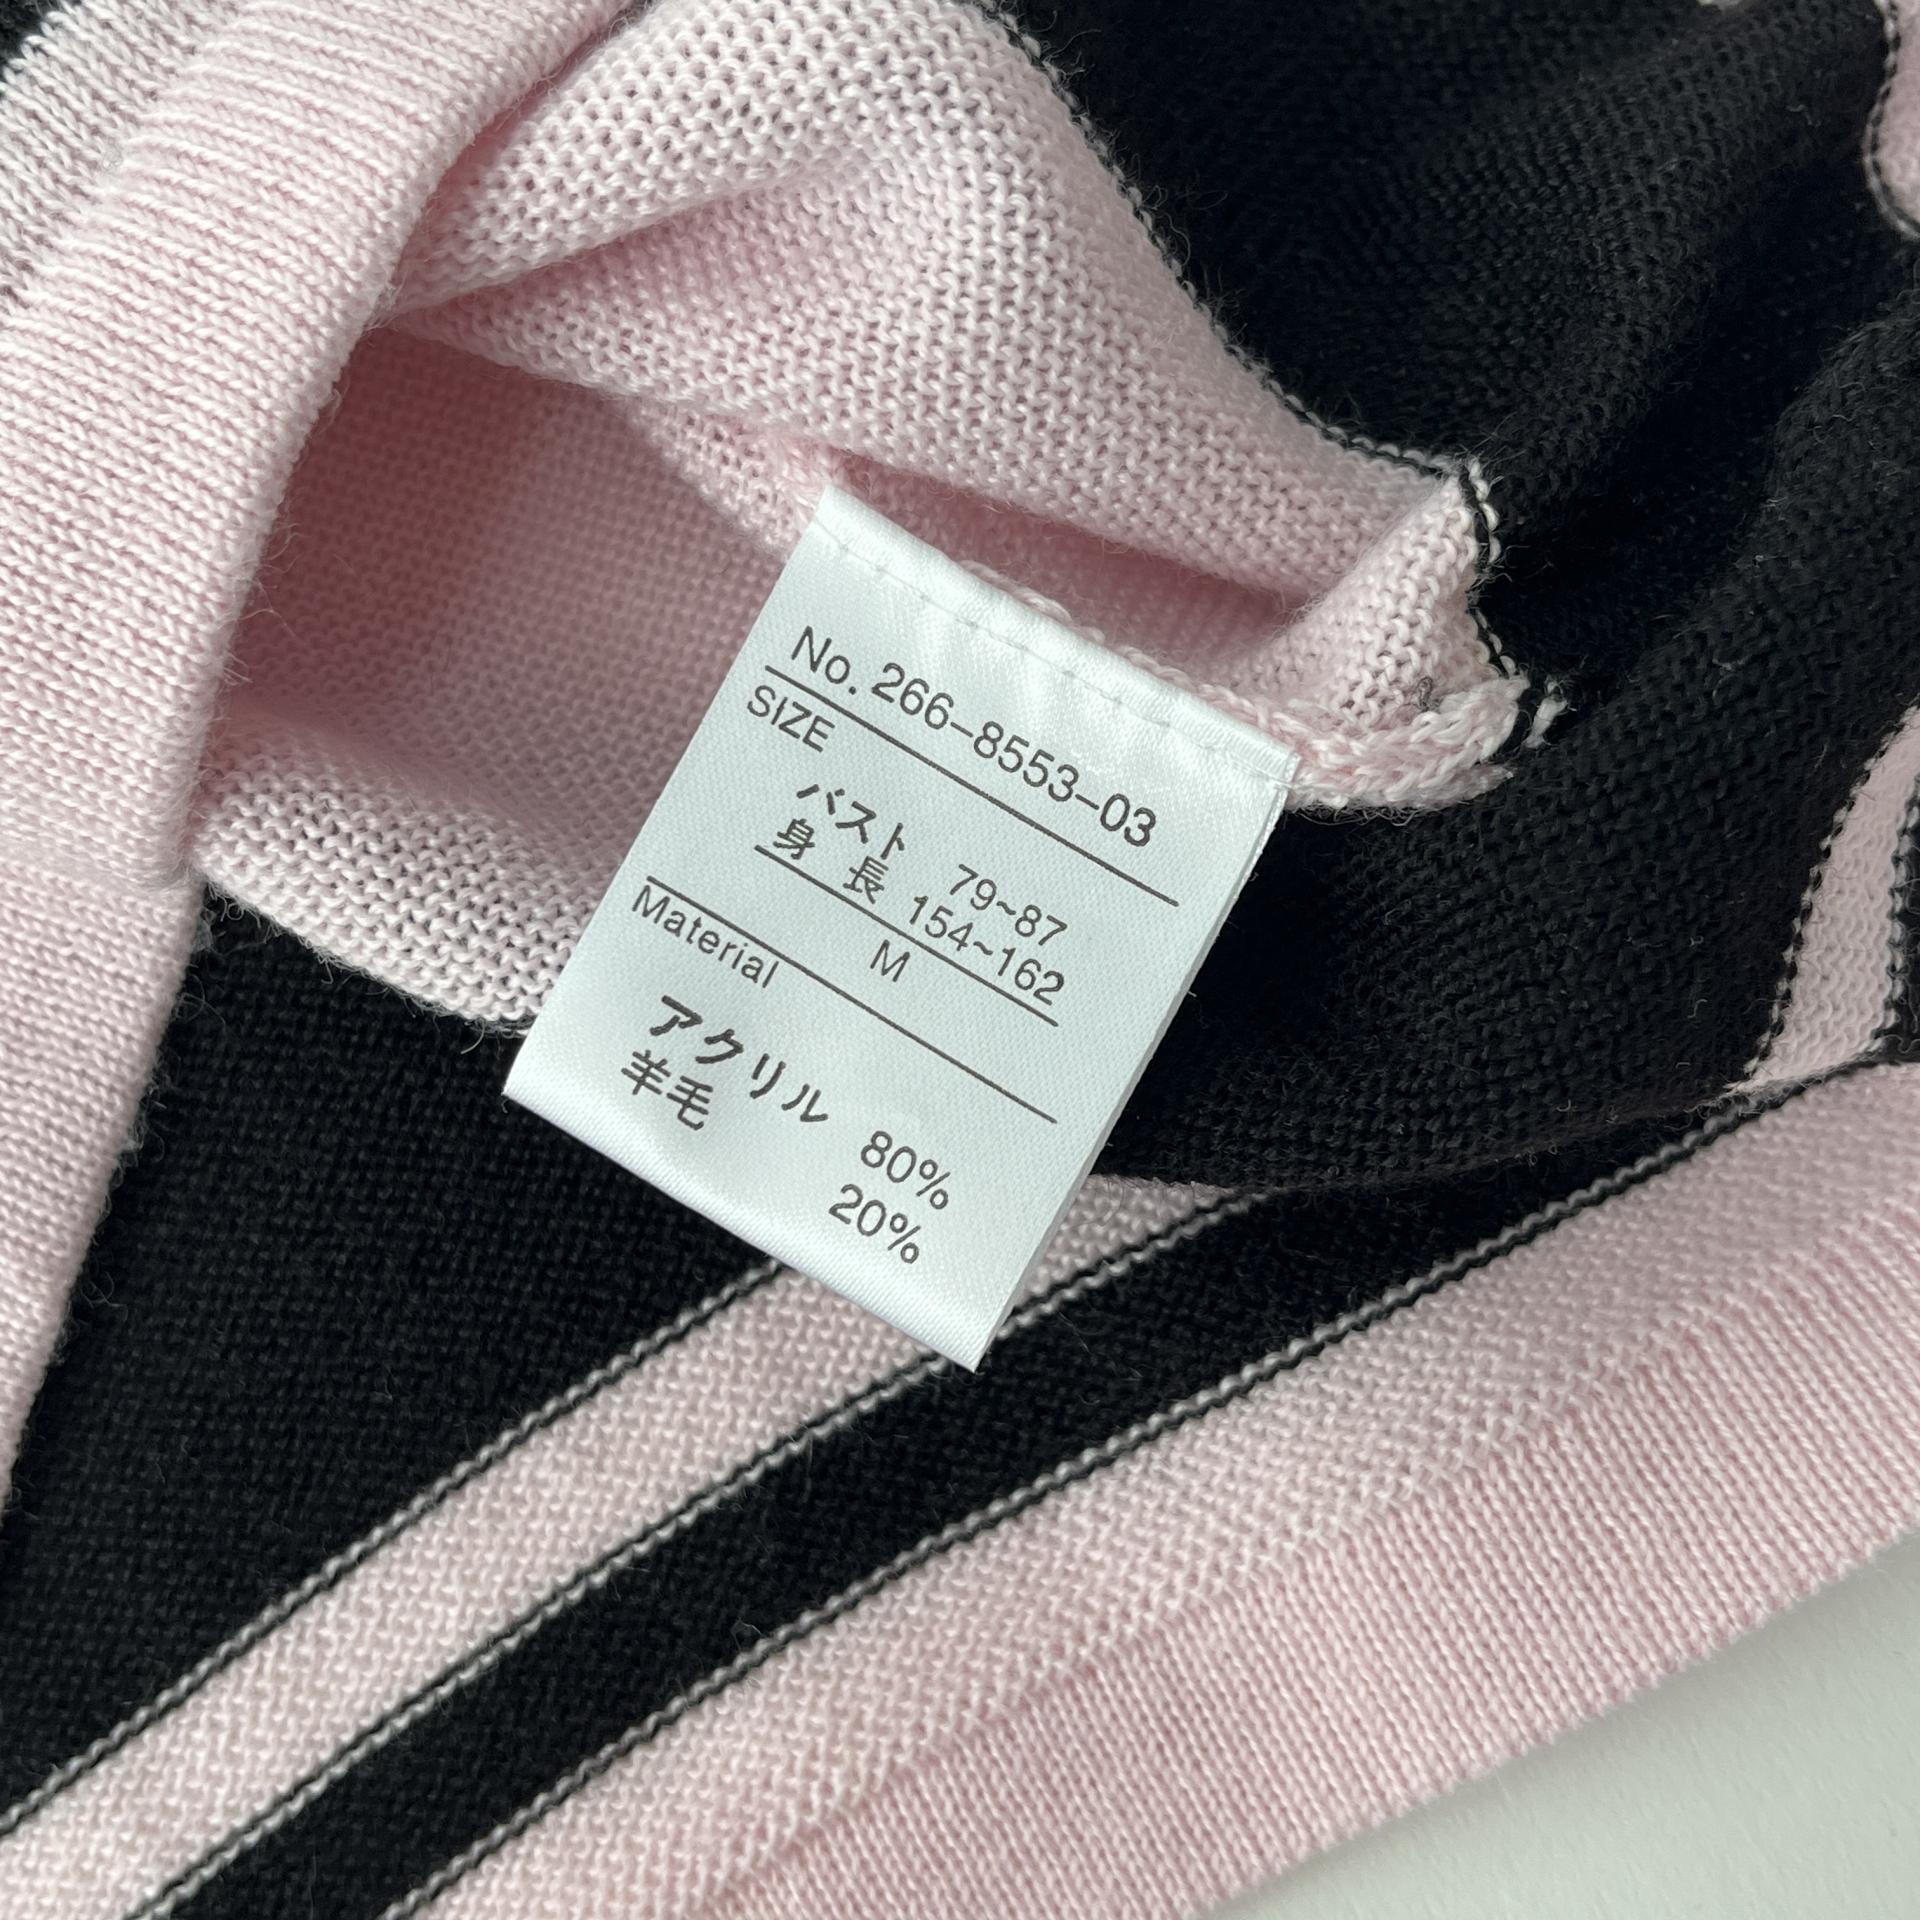 No. 266-8553-03
SIZE
バスト 79~87
身 長 154~162
M
Material
アクリル 80%
羊毛 20%